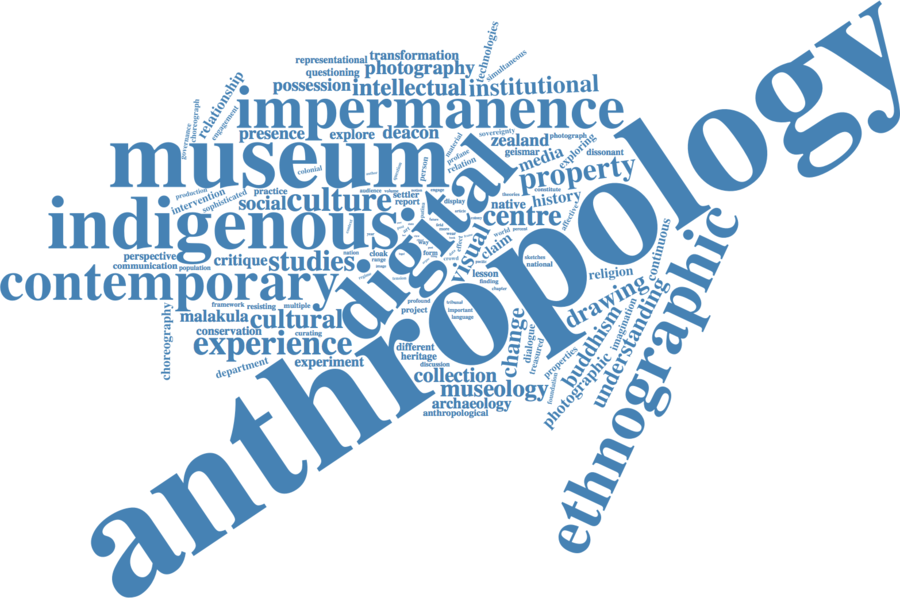 technologies
representational
transformation
simultaneous
questioning
photography
possession
intellectual
institutional
relationship
engagement
choreograph
governance
impermanence
presence
explore
deacon
material
profane
relation
sovereignty
zealand
photograph
geismar
media
exploring
dissonant
museum
colonial
person
property
production
intervention
sophisticated
practice
social
culture
audience
settler
report
display
native
history
constitute
affective
indigenous
digital
visual
centre
claim
world
anthropology
perspective
communication
population
critique
studies
nation
cloak
range
form
lesson
finding
chapter
sketches
national
religion
continuous
contemporary
framework
resisting
multiple
profound
project
tribunal
important
language
drawing
malakula
cultural
conservation
curating
choreography
experience
department
experiment
different
heritage
discussion
change
dialogue
treasured
properties
foundation
buddhism
imagination
photographic
understanding
ethnographic
collection
museology
archaeology
anthropological